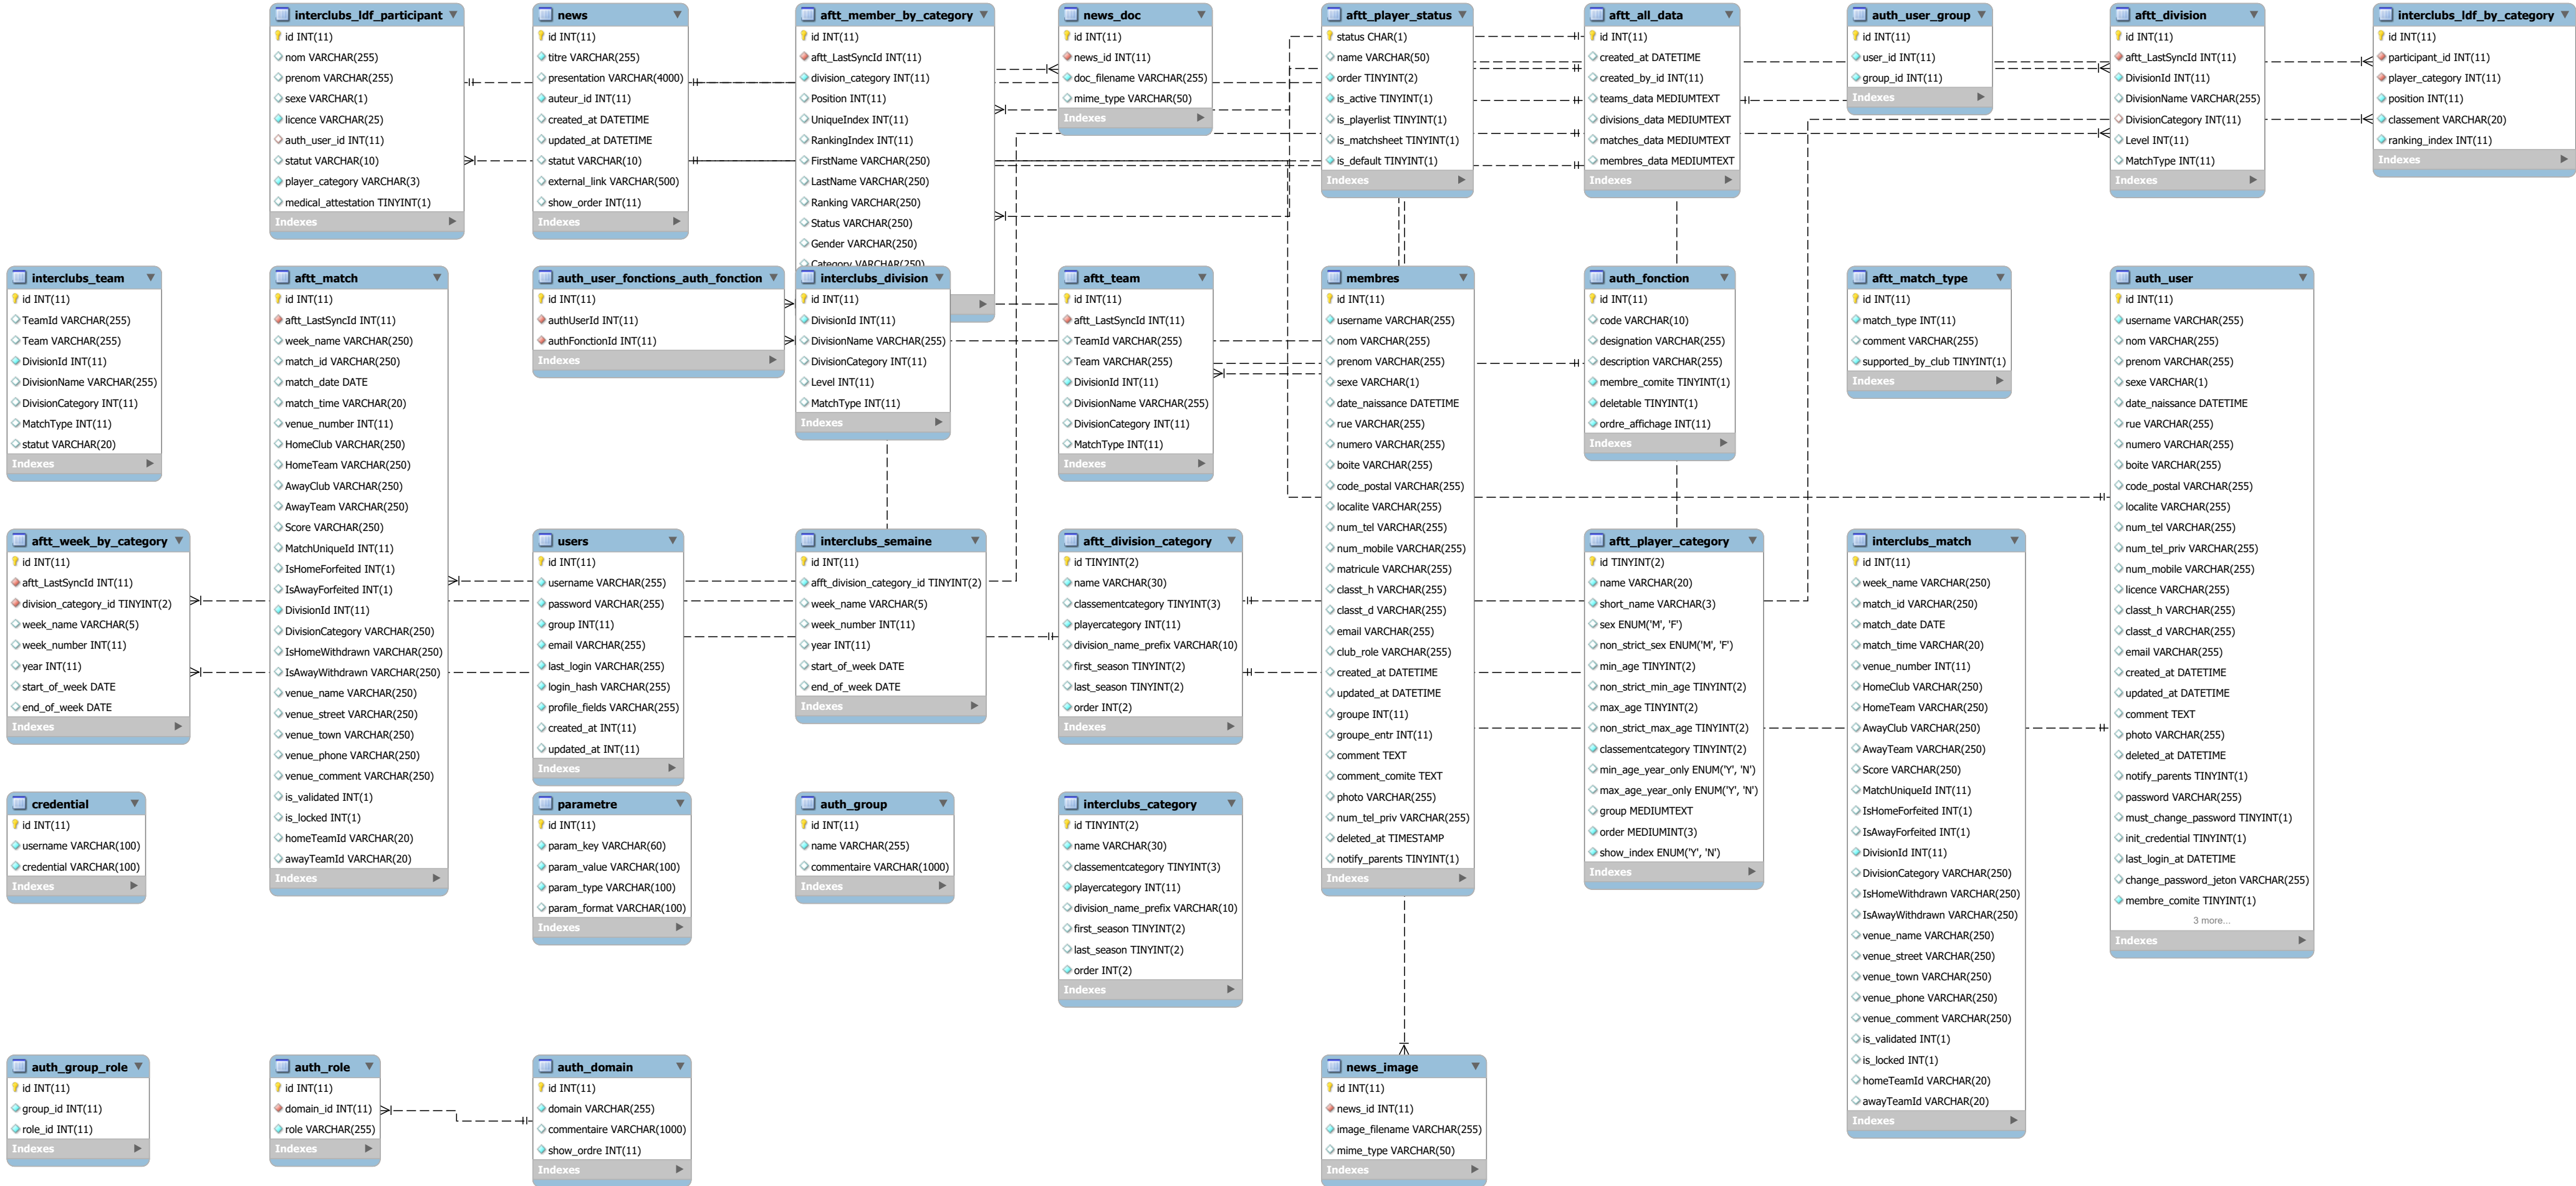 interclubs_ldf_participant
id INT(11)
nom VARCHAR(255)
prenom VARCHAR(255)
sexe VARCHAR(1)
licence VARCHAR(25)
auth_user_id INT(11)
statut VARCHAR(10)
player_category VARCHAR(3)
medical_attestation TINYINT(1)
Indexes
news
id INT(11)
titre VARCHAR(255)
presentation VARCHAR(4000)
auteur_id INT(11)
created_at DATETIME
updated_at DATETIME
statut VARCHAR(10)
external_link VARCHAR(500)
show_order INT(11)
Indexes
aftt_member_by_category
id INT(11)
aftt_LastSyncId INT(11)
division_category INT(11)
Position INT(11)
UniqueIndex INT(11)
RankingIndex INT(11)
FirstName VARCHAR(250)
LastName VARCHAR(250)
Ranking VARCHAR(250)
Status VARCHAR(250)
Gender VARCHAR(250)
Category VARCHAR(250)
news_doc
id INT(11)
news_id INT(11)
doc_filename VARCHAR(255)
mime_type VARCHAR(50)
Indexes
aftt_player_status
status CHAR(1)
name VARCHAR(50)
order TINYINT(2)
is_active TINYINT(1)
is_playerlist TINYINT(1)
is_matchsheet TINYINT(1)
is_default TINYINT(1)
Indexes
aftt_all_data
id INT(11)
created_at DATETIME
created_by_id INT(11)
teams_data MEDIUMTEXT
divisions_data MEDIUMTEXT
matches_data MEDIUMTEXT
membres_data MEDIUMTEXT
Indexes
auth_user_group
id INT(11)
user_id INT(11)
group_id INT(11)
Indexes
aftt_division
id INT(11)
aftt_LastSyncId INT(11)
DivisionId INT(11)
DivisionName VARCHAR(255)
DivisionCategory INT(11)
Level INT(11)
MatchType INT(11)
Indexes
interclubs_ldf_by_category
id INT(11)
participant_id INT(11)
player_category INT(11)
position INT(11)
classement VARCHAR(20)
ranking_index INT(11)
Indexes
interclubs_team
id INT(11)
TeamId VARCHAR(255)
Team VARCHAR(255)
DivisionId INT(11)
DivisionName VARCHAR(255)
DivisionCategory INT(11)
MatchType INT(11)
statut VARCHAR(20)
Indexes
aftt_match
id INT(11)
aftt_LastSyncId INT(11)
week_name VARCHAR(250)
match_id VARCHAR(250)
match_date DATE
match_time VARCHAR(20)
venue_number INT(11)
HomeClub VARCHAR(250)
HomeTeam VARCHAR(250)
AwayClub VARCHAR(250)
AwayTeam VARCHAR(250)
Score VARCHAR(250)
MatchUniqueId INT(11)
IsHomeForfeited INT(1)
IsAwayForfeited INT(1)
DivisionId INT(11)
DivisionCategory VARCHAR(250)
IsHomeWithdrawn VARCHAR(250)
IsAwayWithdrawn VARCHAR(250)
venue_name VARCHAR(250)
venue_street VARCHAR(250)
venue_town VARCHAR(250)
venue_phone VARCHAR(250)
venue_comment VARCHAR(250)
is_validated INT(1)
is_locked INT(1)
homeTeamId VARCHAR(20)
awayTeamId VARCHAR(20)
Indexes
auth_user_fonctions_auth_fonction
id INT(11)
authUserId INT(11)
authFonctionId INT(11)
Indexes
interclubs_division
id INT(11)
DivisionId INT(11)
DivisionName VARCHAR(255)
DivisionCategory INT(11)
Level INT(11)
MatchType INT(11)
Indexes
aftt_team
id INT(11)
aftt_LastSyncId INT(11)
TeamId VARCHAR(255)
Team VARCHAR(255)
DivisionId INT(11)
DivisionName VARCHAR(255)
DivisionCategory INT(11)
MatchType INT(11)
Indexes
membres
id INT(11)
username VARCHAR(255)
nom VARCHAR(255)
prenom VARCHAR(255)
sexe VARCHAR(1)
date_naissance DATETIME
rue VARCHAR(255)
numero VARCHAR(255)
boite VARCHAR(255)
code_postal VARCHAR(255)
localite VARCHAR(255)
num_tel VARCHAR(255)
num_mobile VARCHAR(255)
matricule VARCHAR(255)
classt_h VARCHAR(255)
classt_d VARCHAR(255)
email VARCHAR(255)
club_role VARCHAR(255)
created_at DATETIME
updated_at DATETIME
groupe INT(11)
groupe_entr INT(11)
comment TEXT
comment_comite TEXT
photo VARCHAR(255)
num_tel_priv VARCHAR(255)
deleted_at TIMESTAMP
notify_parents TINYINT(1)
Indexes
auth_fonction
id INT(11)
code VARCHAR(10)
designation VARCHAR(255)
description VARCHAR(255)
membre_comite TINYINT(1)
deletable TINYINT(1)
ordre_affichage INT(11)
Indexes
aftt_match_type
id INT(11)
match_type INT(11)
comment VARCHAR(255)
supported_by_club TINYINT(1)
Indexes
auth_user
id INT(11)
username VARCHAR(255)
nom VARCHAR(255)
prenom VARCHAR(255)
sexe VARCHAR(1)
date_naissance DATETIME
rue VARCHAR(255)
numero VARCHAR(255)
boite VARCHAR(255)
code_postal VARCHAR(255)
localite VARCHAR(255)
num_tel VARCHAR(255)
num_tel_priv VARCHAR(255)
num_mobile VARCHAR(255)
licence VARCHAR(255)
classt_h VARCHAR(255)
classt_d VARCHAR(255)
email VARCHAR(255)
created_at DATETIME
updated_at DATETIME
comment TEXT
photo VARCHAR(255)
deleted_at DATETIME
notify_parents TINYINT(1)
password VARCHAR(255)
must_change_password TINYINT(1)
init_credential TINYINT(1)
last_login_at DATETIME
change_password_jeton VARCHAR(255)
membre_comite TINYINT(1)
3 more...
Indexes
aftt_week_by_category
id INT(11)
aftt_LastSyncId INT(11)
division_category_id TINYINT(2)
week_name VARCHAR(5)
week_number INT(11)
year INT(11)
start_of_week DATE
end_of_week DATE
Indexes
users
id INT(11)
username VARCHAR(255)
password VARCHAR(255)
group INT(11)
email VARCHAR(255)
last_login VARCHAR(255)
login_hash VARCHAR(255)
profile_fields VARCHAR(255)
created_at INT(11)
updated_at INT(11)
Indexes
interclubs_semaine
id INT(11)
afft_division_category_id TINYINT(2)
week_name VARCHAR(5)
week_number INT(11)
year INT(11)
start_of_week DATE
end_of_week DATE
Indexes
aftt_division_category
id TINYINT(2)
name VARCHAR(30)
classementcategory TINYINT(3)
playercategory INT(11)
division_name_prefix VARCHAR(10)
first_season TINYINT(2)
last_season TINYINT(2)
order INT(2)
Indexes
aftt_player_category
id TINYINT(2)
name VARCHAR(20)
short_name VARCHAR(3)
sex ENUM('M', 'F')
non_strict_sex ENUM('M', 'F')
min_age TINYINT(2)
non_strict_min_age TINYINT(2)
max_age TINYINT(2)
non_strict_max_age TINYINT(2)
classementcategory TINYINT(2)
min_age_year_only ENUM('Y', 'N')
max_age_year_only ENUM('Y', 'N')
group MEDIUMTEXT
order MEDIUMINT(3)
show_index ENUM('Y', 'N')
Indexes
interclubs_match
id INT(11)
week_name VARCHAR(250)
match_id VARCHAR(250)
match_date DATE
match_time VARCHAR(20)
venue_number INT(11)
HomeClub VARCHAR(250)
HomeTeam VARCHAR(250)
AwayClub VARCHAR(250)
AwayTeam VARCHAR(250)
Score VARCHAR(250)
MatchUniqueId INT(11)
IsHomeForfeited INT(1)
IsAwayForfeited INT(1)
DivisionId INT(11)
DivisionCategory VARCHAR(250)
IsHomeWithdrawn VARCHAR(250)
IsAwayWithdrawn VARCHAR(250)
venue_name VARCHAR(250)
venue_street VARCHAR(250)
venue_town VARCHAR(250)
venue_phone VARCHAR(250)
venue_comment VARCHAR(250)
is_validated INT(1)
is_locked INT(1)
homeTeamId VARCHAR(20)
awayTeamId VARCHAR(20)
Indexes
credential
id INT(11)
username VARCHAR(100)
credential VARCHAR(100)
Indexes
parametre
id INT(11)
param_key VARCHAR(60)
param_value VARCHAR(100)
param_type VARCHAR(100)
param_format VARCHAR(100)
Indexes
auth_group
id INT(11)
name VARCHAR(255)
commentaire VARCHAR(1000)
Indexes
interclubs_category
id TINYINT(2)
name VARCHAR(30)
classementcategory TINYINT(3)
playercategory INT(11)
division_name_prefix VARCHAR(10)
first_season TINYINT(2)
last_season TINYINT(2)
order INT(2)
Indexes
auth_group_role
id INT(11)
group_id INT(11)
role_id INT(11)
Indexes
auth_role
id INT(11)
domain_id INT(11)
role VARCHAR(255)
Indexes
auth_domain
id INT(11)
domain VARCHAR(255)
commentaire VARCHAR(1000)
show_ordre INT(11)
Indexes
news_image
id INT(11)
news_id INT(11)
image_filename VARCHAR(255)
mime_type VARCHAR(50)
Indexes